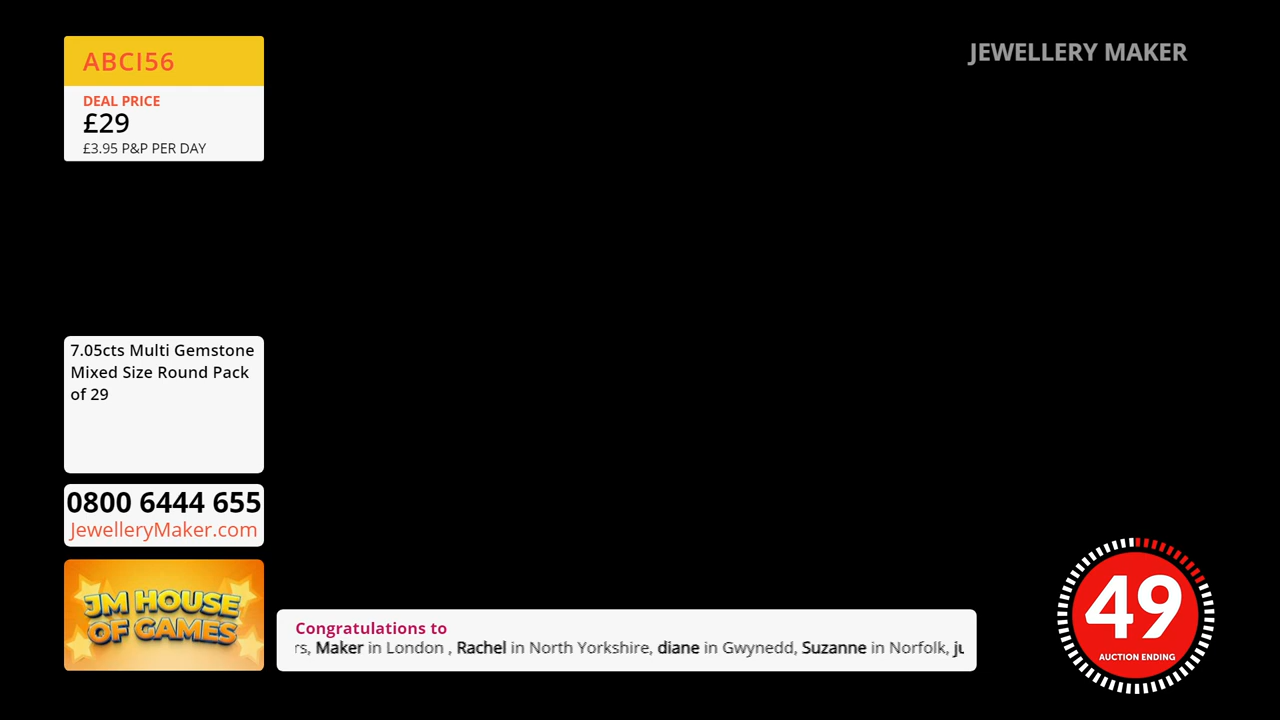 ABCI56
DEAL PRICE
£29
£3.95 P&P PER DAY
JEWELLERY MAKER
7.05cts Multi Gemstone
Mixed Size Round Pack
of 29
0800 6444 655
JewelleryMaker.com
JM HOUSE
OF GAMES
Congratulations to
rs, Maker in London , Rachel in North Yorkshire, diane in Gwynedd, Suzanne in Norfolk, ju
49
AUCTION ENDING